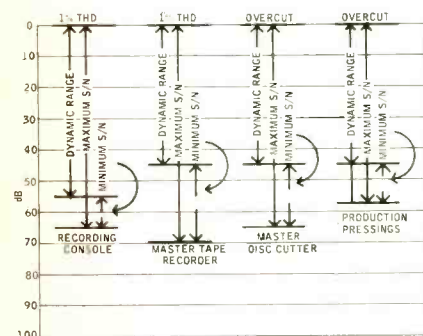 1% THD
1% THD
OVERCUT
OVERCUT
0
10
20
30
40
50
60
70
80
90
100
dB
DYNAMIC RANGE
MAXIMUM S/N
MINIMUM S/N
DYNAMIC RANGE
MAXIMUM S/N
MINIMUM S/N
DYNAMIC RANGE
MAXIMUM S/N
MINIMUM S/N
DYNAMIC RANGE
MAXIMUM S/N
MINIMUM S/N
RECORDING
CONSOLE
MASTER TAPE
RECORDER
MASTER
DISC CUTTER
PRODUCTION
PRESSINGS